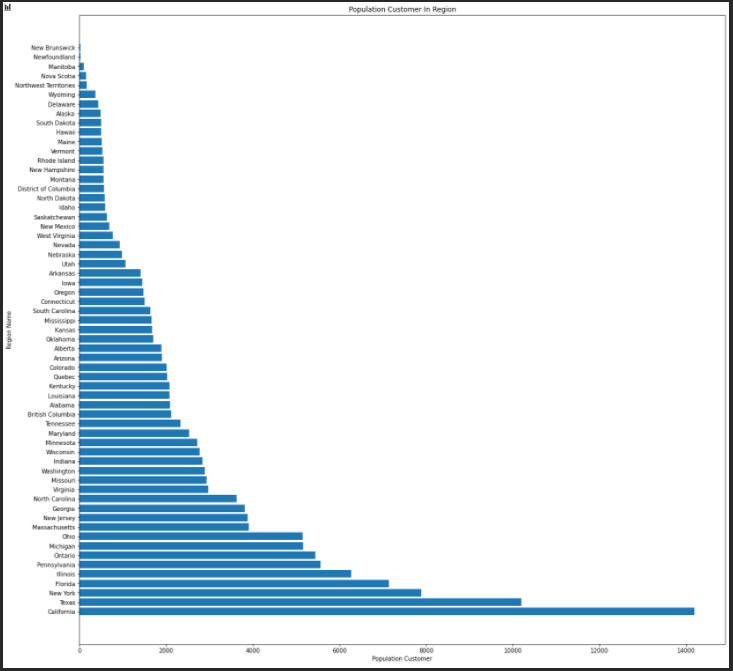 Population Customer In Region
New Brunswick
Newfoundland
Manitoba
Nova Scotia
Northwest Territories
Wyoming
Delaware
Alaska
South Dakota
Hawaii
Maine
Vermont
Rhode Island
New Hampshire
Montana
District of Columbia
North Dakota
Idaho
Saskatchewan
New Mexico
West Virginia
Nevada
Nebraska
Utah
Arkansas
Iowa
Oregon
Connecticut
South Carolina
Mississippi
Kansas
Oklahoma
Alberta
Arizona
Colorado
Quebec
Kentucky
Louisiana
Alabama
British Columbia
Tennessee
Maryland
Minnesota
Wisconsin
Indiana
Washington
Missouri
Virginia
North Carolina
Georgia
New Jersey
Massachusetts
Ohio
Michigan
Ontario
Pennsylvania
Illinois
Florida
New York
Texas
California
Region Name
0 2000 4000 6000 8000 10000 12000 14000
Population Customer